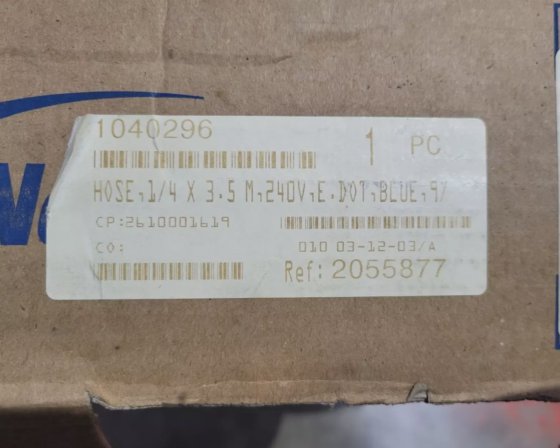 1040296
1 PC
HOSE,1/4 X 3.5 M,240V,E.DOT,BLUE,9/
CP:2610001619
CO:
010 03-12-03/A
Ref: 2055877